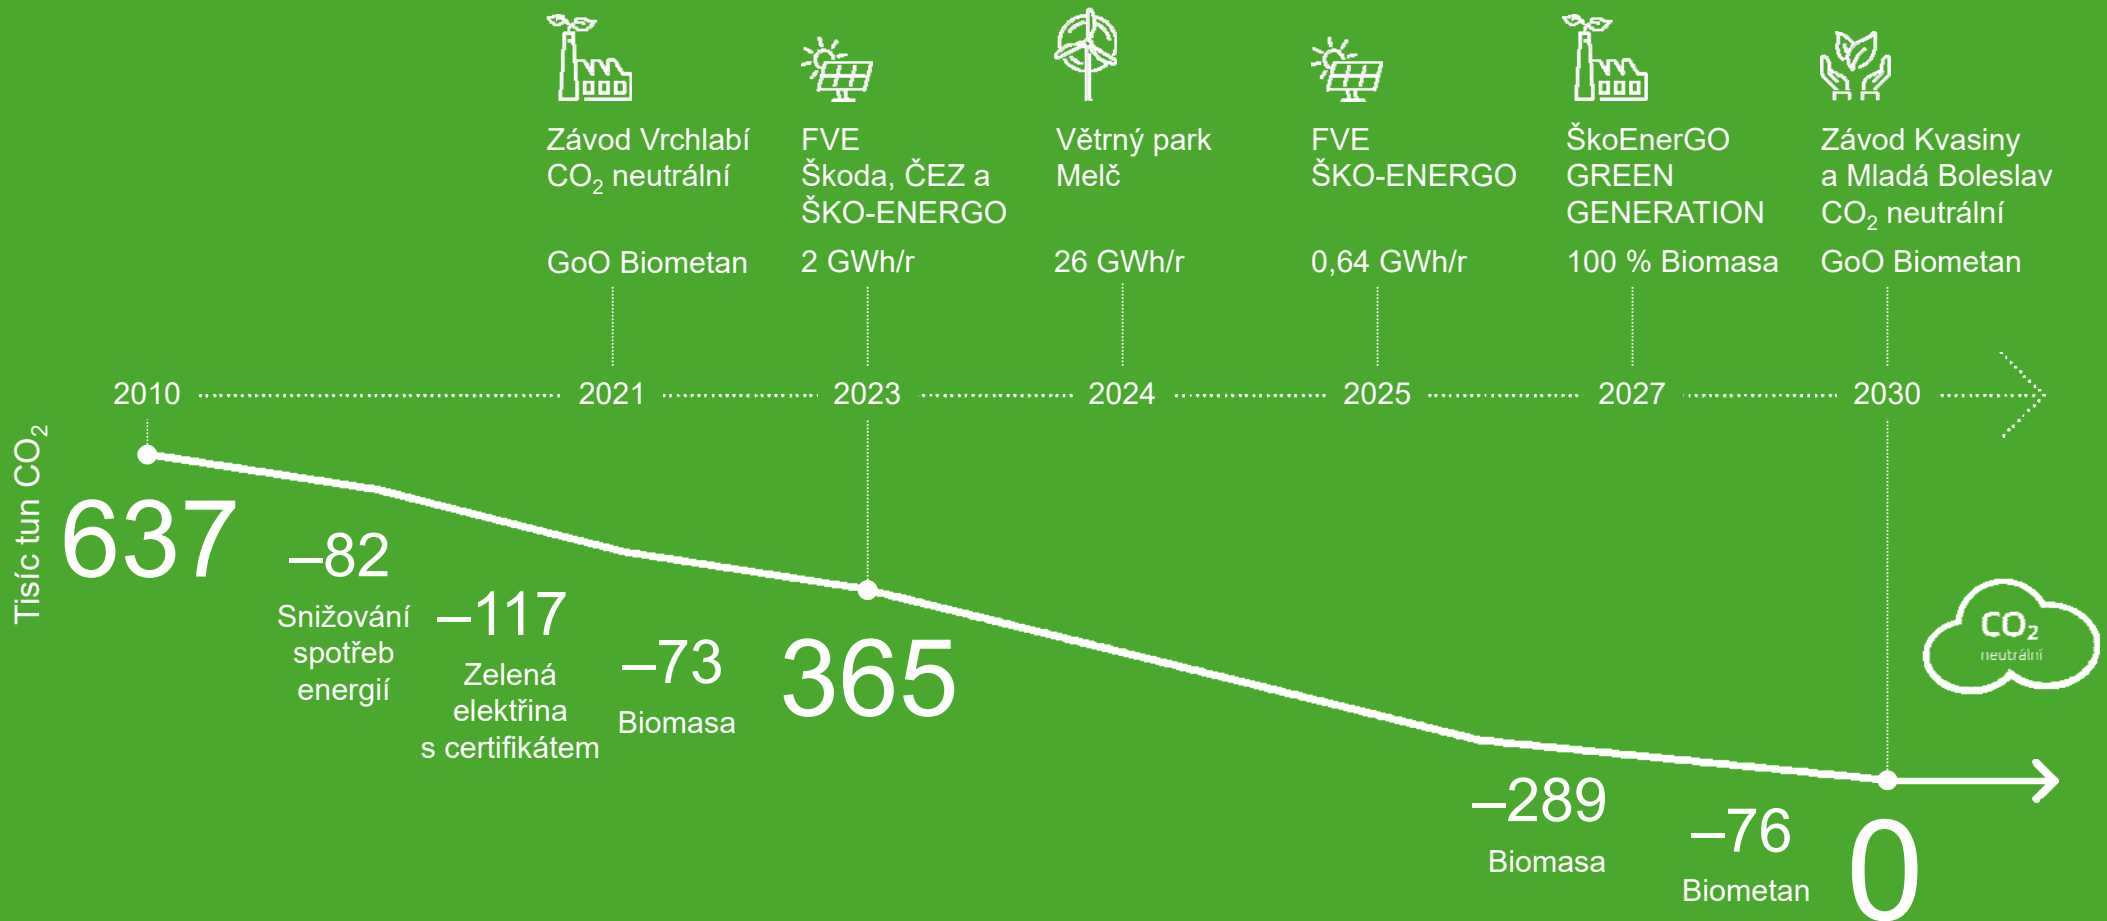 Závod Vrchlabí
CO₂ neutrální
GoO Biometan
FVE
Škoda, ČEZ a
ŠKO-ENERGO
2 GWh/r
Větrný park
Melč
26 GWh/r
FVE
ŠKO-ENERGO
0,64 GWh/r
ŠkoEnerGO
GREEN
GENERATION
100 % Biomasa
Závod Kvasiny
a Mladá Boleslav
CO₂ neutrální
GoO Biometan
2010
2021
2023
2024
2025
2027
2030
Tisíc tun CO₂
637
–82
Snižování
spotřeb
energií
–117
Zelená
elektřina
s certifikátem
–73
Biomasa
365
–289
Biomasa
–76
Biometan
0
CO₂
neutrální